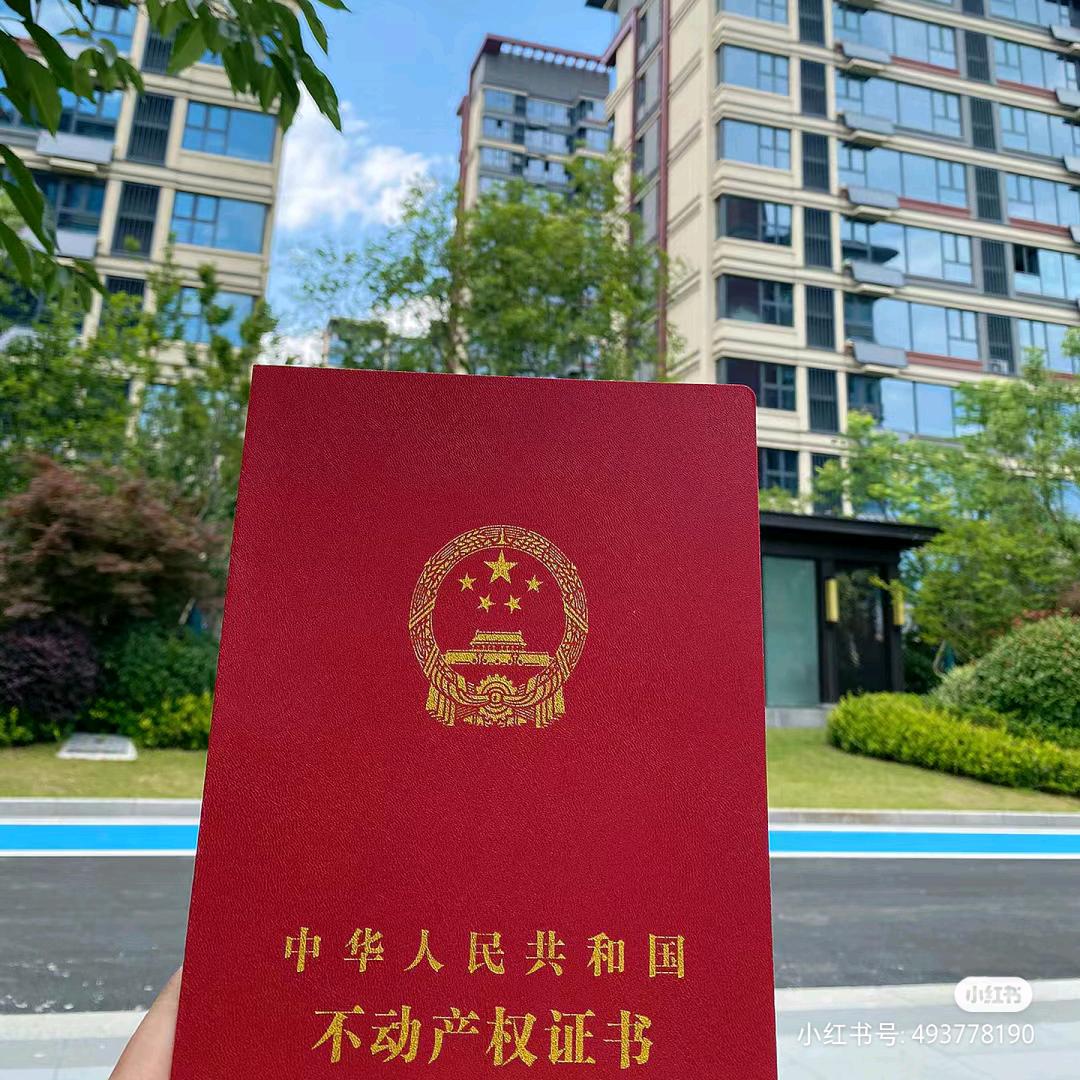 中华人民共和国
不动产权证书
小红书
小红书号: 493778190